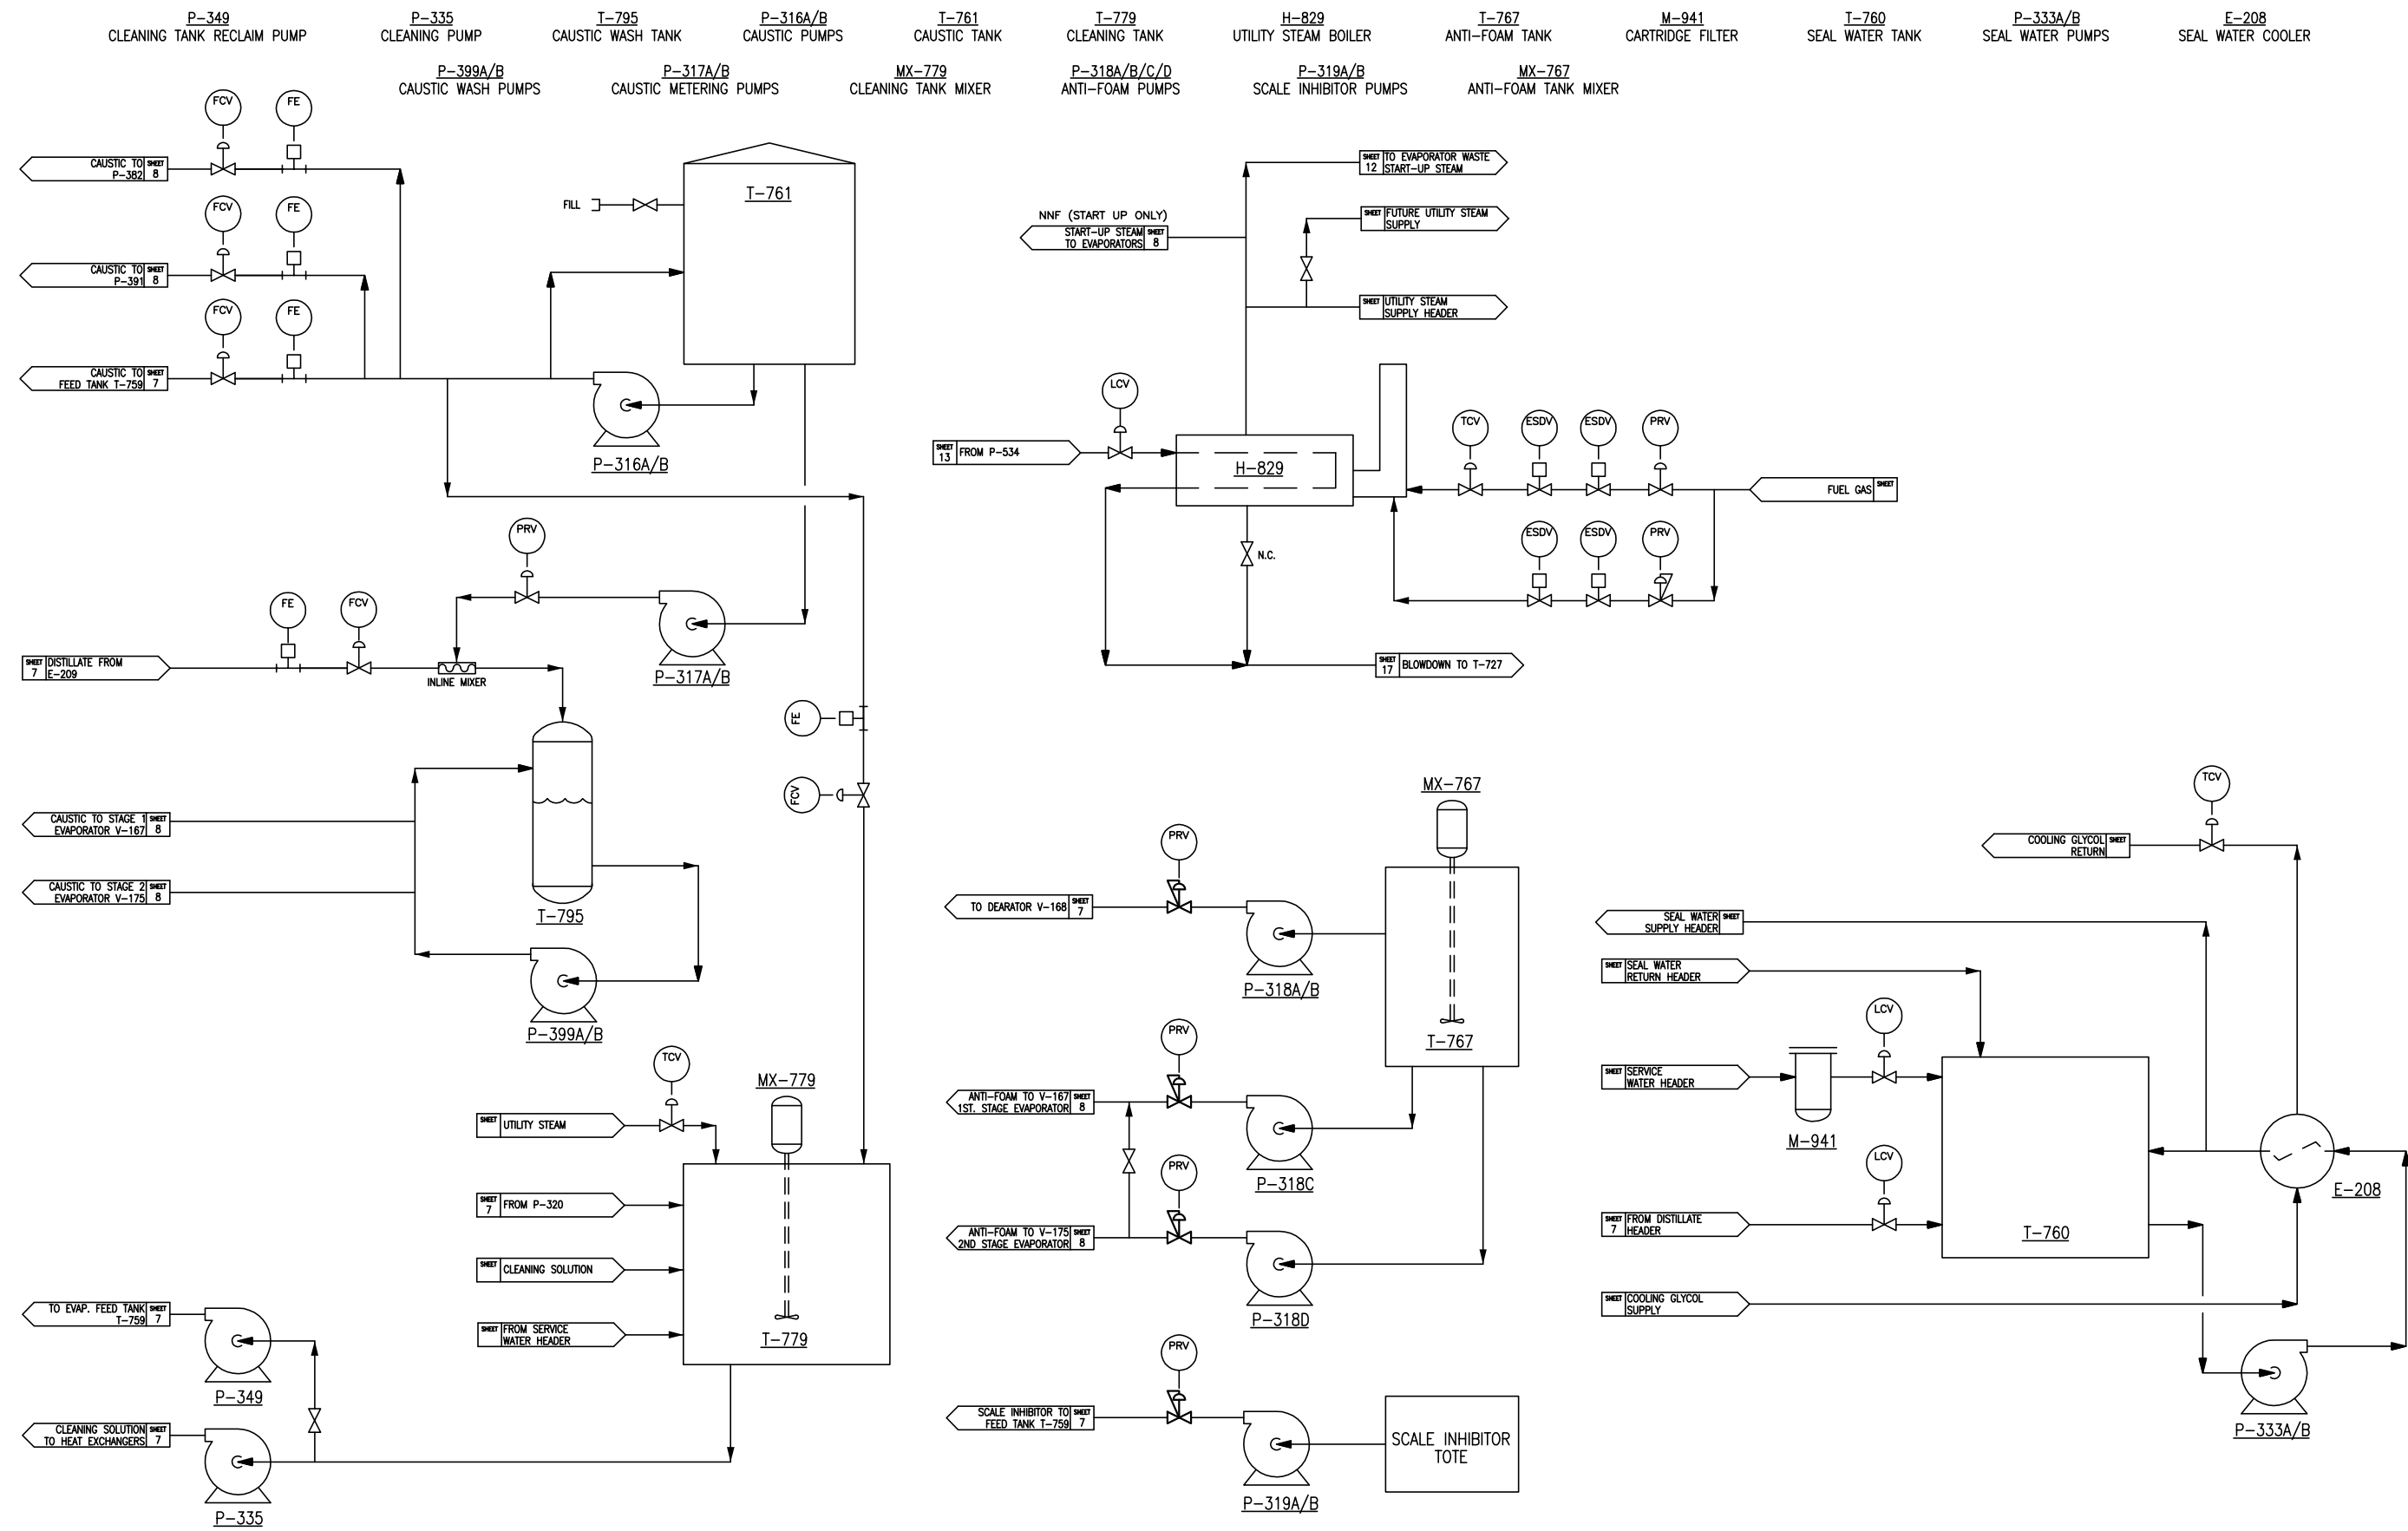 P-349
CLEANING TANK RECLAIM PUMP
P-335
CLEANING PUMP
T-795
CAUSTIC WASH TANK
P-316A/B
CAUSTIC PUMPS
T-761
CAUSTIC TANK
T-779
CLEANING TANK
H-829
UTILITY STEAM BOILER
T-767
ANTI-FOAM TANK
M-941
CARTRIDGE FILTER
T-760
SEAL WATER TANK
P-333A/B
SEAL WATER PUMPS
E-208
SEAL WATER COOLER
P-399A/B
CAUSTIC WASH PUMPS
P-317A/B
CAUSTIC METERING PUMPS
MX-779
CLEANING TANK MIXER
P-318A/B/C/D
ANTI-FOAM PUMPS
P-319A/B
SCALE INHIBITOR PUMPS
MX-767
ANTI-FOAM TANK MIXER
FCV
FE
CAUSTIC TO
P-382
SHEET
8
FCV
FE
CAUSTIC TO
P-391
SHEET
8
FCV
FE
CAUSTIC TO
FEED TANK T-759
SHEET
7
FILL
T-761
P-316A/B
PRV
P-317A/B
FE
FCV
SHEET
7
DISTILLATE FROM
E-209
INLINE MIXER
FE
FCV
CAUSTIC TO STAGE 1
EVAPORATOR V-167
SHEET
8
CAUSTIC TO STAGE 2
EVAPORATOR V-175
SHEET
8
T-795
P-399A/B
TCV
MX-779
SHEET
UTILITY STEAM
SHEET
7
FROM P-320
SHEET
CLEANING SOLUTION
SHEET
FROM SERVICE
WATER HEADER
T-779
TO EVAP. FEED TANK
T-759
SHEET
7
P-349
CLEANING SOLUTION
TO HEAT EXCHANGERS
SHEET
7
P-335
SHEET
12
TO EVAPORATOR WASTE
START-UP STEAM
NNF (START UP ONLY)
START-UP STEAM
TO EVAPORATORS
SHEET
8
SHEET
FUTURE UTILITY STEAM
SUPPLY
SHEET
UTILITY STEAM
SUPPLY HEADER
LCV
SHEET
13
FROM P-534
H-829
TCV
ESDV
ESDV
PRV
FUEL GAS
SHEET
ESDV
ESDV
PRV
N.C.
SHEET
17
BLOWDOWN TO T-727
MX-767
PRV
TO DEARATOR V-168
SHEET
7
P-318A/B
T-767
PRV
ANTI-FOAM TO V-167
1ST. STAGE EVAPORATOR
SHEET
8
P-318C
PRV
ANTI-FOAM TO V-175
2ND STAGE EVAPORATOR
SHEET
8
P-318D
PRV
SCALE INHIBITOR TO
FEED TANK T-759
SHEET
7
P-319A/B
SCALE INHIBITOR
TOTE
TCV
COOLING GLYCOL
RETURN
SHEET
SEAL WATER
SUPPLY HEADER
SHEET
SHEET
SEAL WATER
RETURN HEADER
LCV
SHEET
SERVICE
WATER HEADER
M-941
LCV
SHEET
7
FROM DISTILLATE
HEADER
T-760
E-208
SHEET
COOLING GLYCOL
SUPPLY
P-333A/B